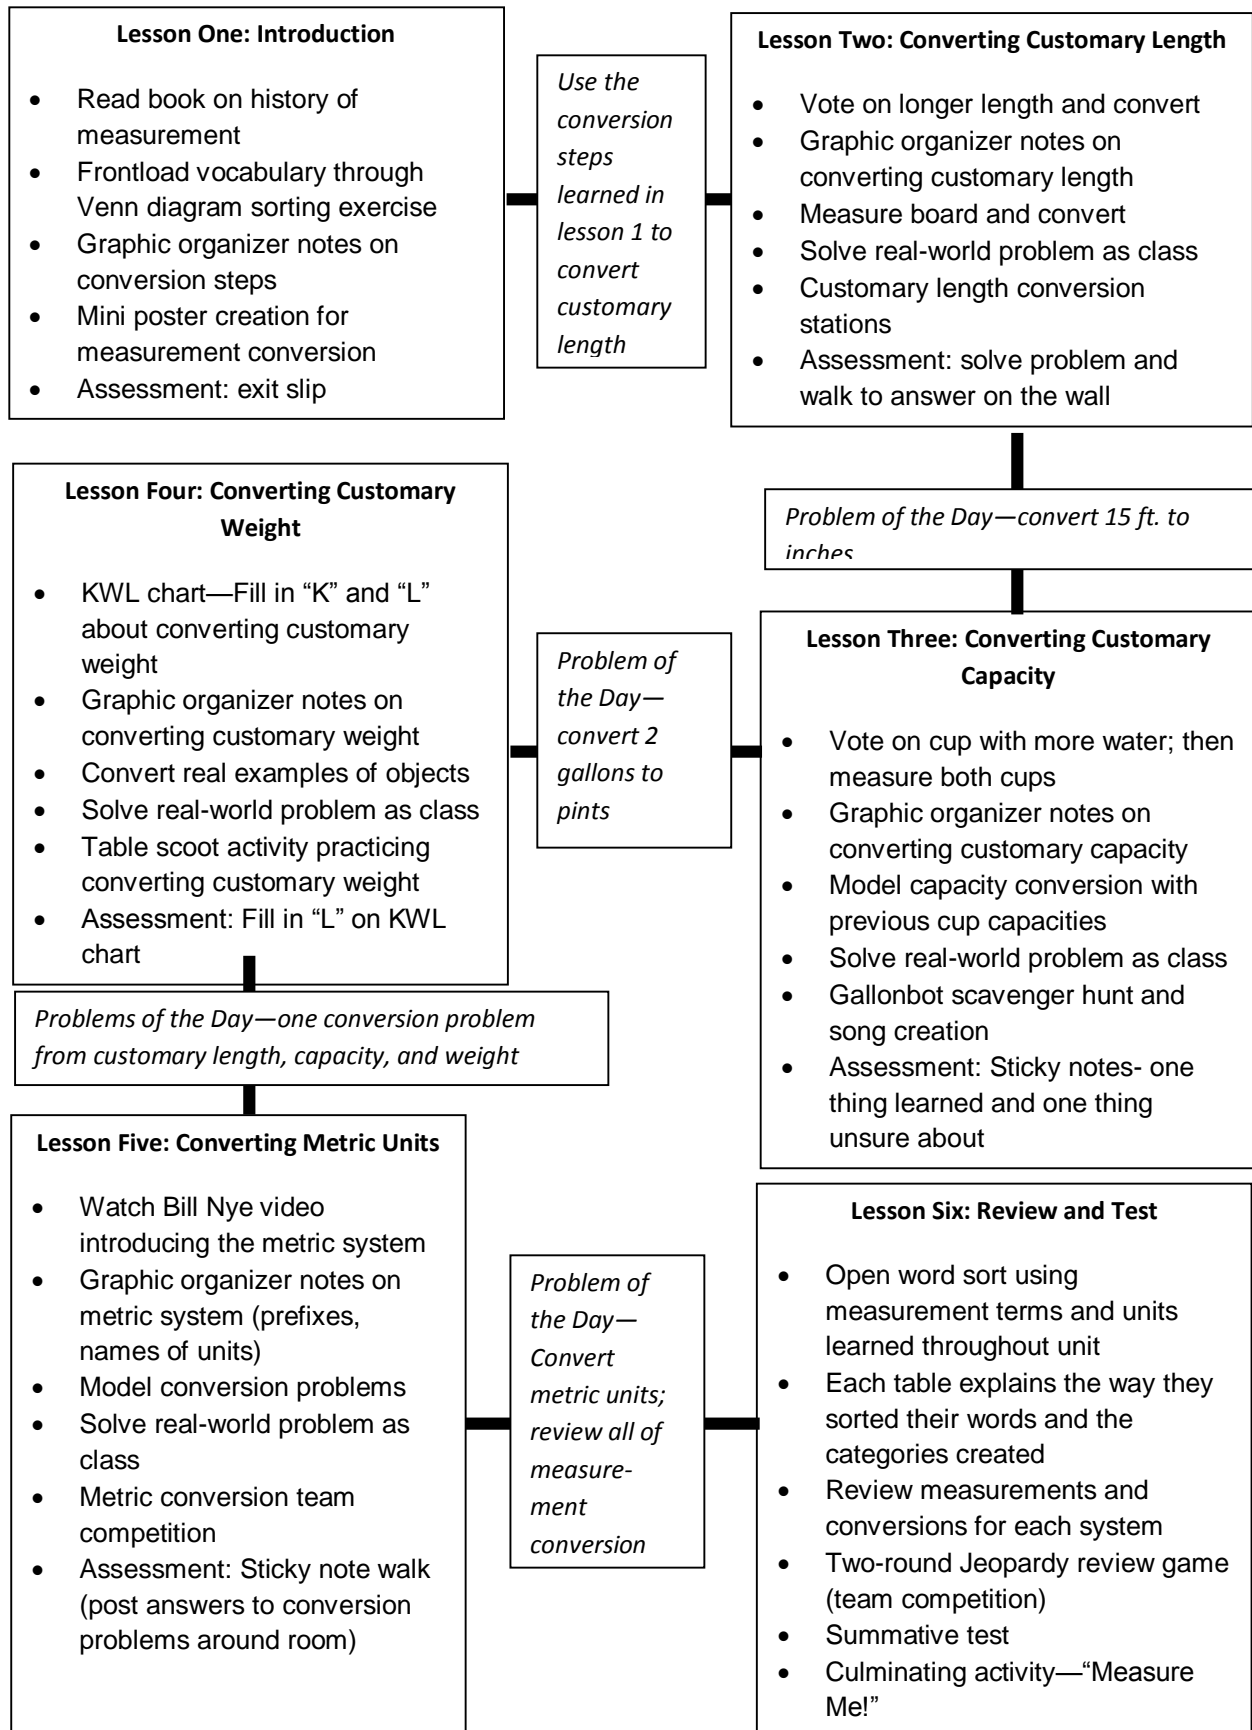 Lesson One: Introduction
• Read book on history of
measurement
• Frontload vocabulary through
Venn diagram sorting exercise
• Graphic organizer notes on
conversion steps
• Mini poster creation for
measurement conversion
• Assessment: exit slip
Use the
conversion
steps
learned in
lesson 1 to
convert
customary
length
Lesson Two: Converting Customary Length
• Vote on longer length and convert
• Graphic organizer notes on
converting customary length
• Measure board and convert
• Solve real-world problem as class
• Customary length conversion
stations
• Assessment: solve problem and
walk to answer on the wall
Problem of the Day—convert 15 ft. to
inches
Lesson Three: Converting Customary
Capacity
• Vote on cup with more water; then
measure both cups
• Graphic organizer notes on
converting customary capacity
• Model capacity conversion with
previous cup capacities
• Solve real-world problem as class
• Gallonbot scavenger hunt and
song creation
• Assessment: Sticky notes- one
thing learned and one thing
unsure about
Problem of
the Day—
convert 2
gallons to
pints
Lesson Four: Converting Customary
Weight
• KWL chart—Fill in “K” and “L”
about converting customary
weight
• Graphic organizer notes on
converting customary weight
• Convert real examples of objects
• Solve real-world problem as class
• Table scoot activity practicing
converting customary weight
• Assessment: Fill in “L” on KWL
chart
Problems of the Day—one conversion problem
from customary length, capacity, and weight
Lesson Five: Converting Metric Units
• Watch Bill Nye video
introducing the metric system
• Graphic organizer notes on
metric system (prefixes,
names of units)
• Model conversion problems
• Solve real-world problem as
class
• Metric conversion team
competition
• Assessment: Sticky note walk
(post answers to conversion
problems around room)
Problem of
the Day—
Convert
metric units;
review all of
measure-
ment
conversion
Lesson Six: Review and Test
• Open word sort using
measurement terms and units
learned throughout unit
• Each table explains the way they
sorted their words and the
categories created
• Review measurements and
conversions for each system
• Two-round Jeopardy review game
(team competition)
• Summative test
• Culminating activity—“Measure
Me!”